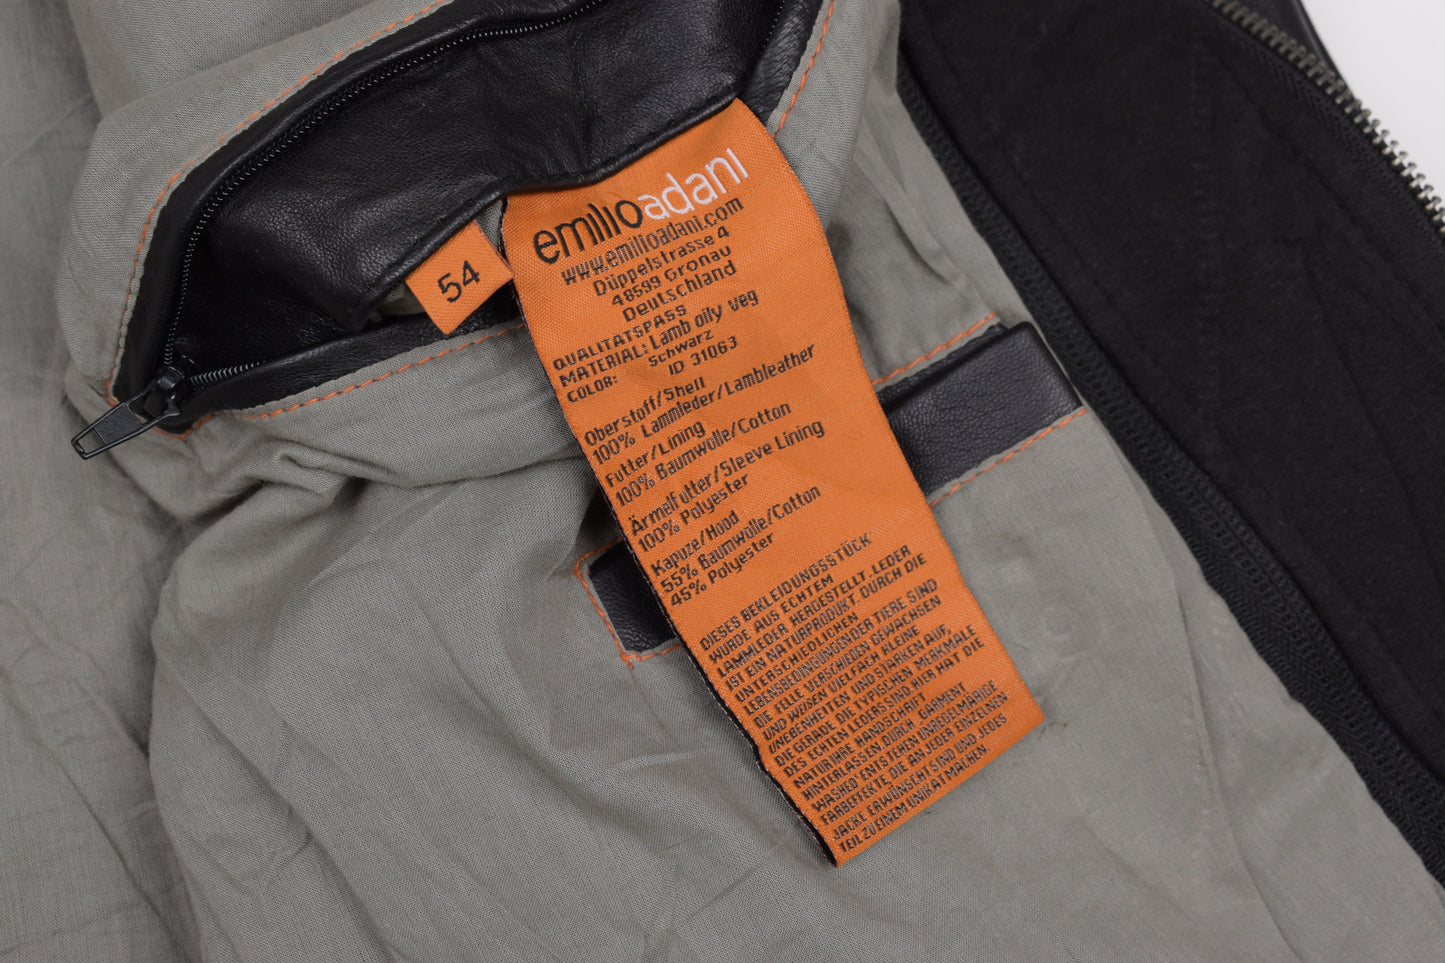 emilioadani
www.emilioadani.com
Düppelstrasse 4
48599 Gronau
Deutschland
54
QUALITATSPASS
MATERIAL: Lamb oily veg
COLOR: Schwarz
ID 31063
Oberstoff/Shell
100% Lammleder/Lambleather
Futter/Lining
100% Baumwolle/Cotton
ÄrmelFutter/Sleeve Lining
100% Polyester
Kapuze/Hood
55% Baumwolle/Cotton
45% Polyester
DIESES BEKLEIDUNGSSTÜCK
WURDE AUS ECHTEM
LAMMLEDER HERGESTELLT.LEDER
IST EIN NATURPRODUKT DURCH DIE
UNTERSCHIEDLICHEN
LEBENSBEDINGUNGENDER TIERE SIND
DIE FELLE VERSCHIEDEN GEWACHSEN
UND WEISEN VIELFACH KLEINE
UNEBENHEITEN UND STÄRKEN AUF,
DIE GERADE DIE TYPISCHEN MERKMALE
DES ECHTEN LEDERS SIND.HIER HAT DIE
NATUR IHRE HANDSCHRIFT
HINTERLASSEN DURCH GARMENT
WASHED ENTSTEHEN UNREGELMÄßIGE
FARBEFFEKTE,DIE AN JEDER EINZELNEN
JACKE ERWÜNSCHT SIND UND JEDES
TEIL ZU EINEM UNIKAT MACHEN.